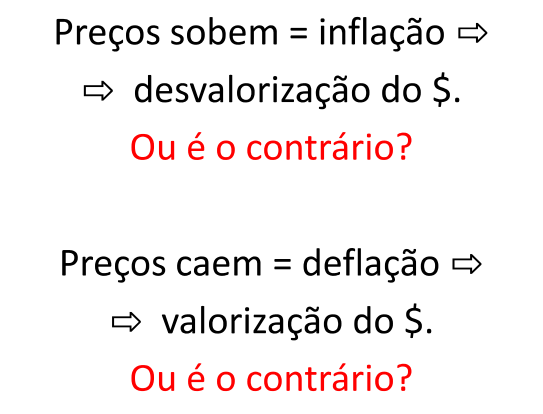 Preços sobem = inflação ⇨
⇨ desvalorização do $.
Ou é o contrário?
Preços caem = deflação ⇨
⇨ valorização do $.
Ou é o contrário?